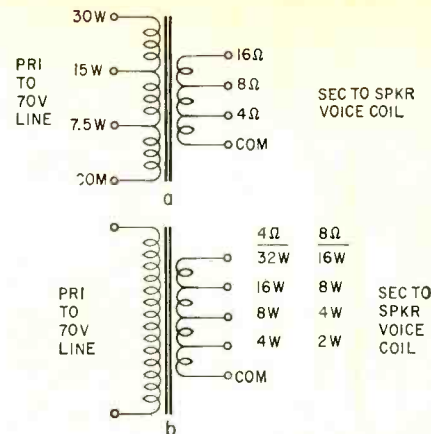 30W
PRI
TO
70V
LINE
15W
7.5W
COM
16Ω
8Ω
4Ω
COM
SEC TO SPKR
VOICE COIL
a
PRI
TO
70V
LINE
4Ω 8Ω
32W 16W
16W 8W
8W 4W
4W 2W
COM
SEC TO
SPKR
VOICE
COIL
b